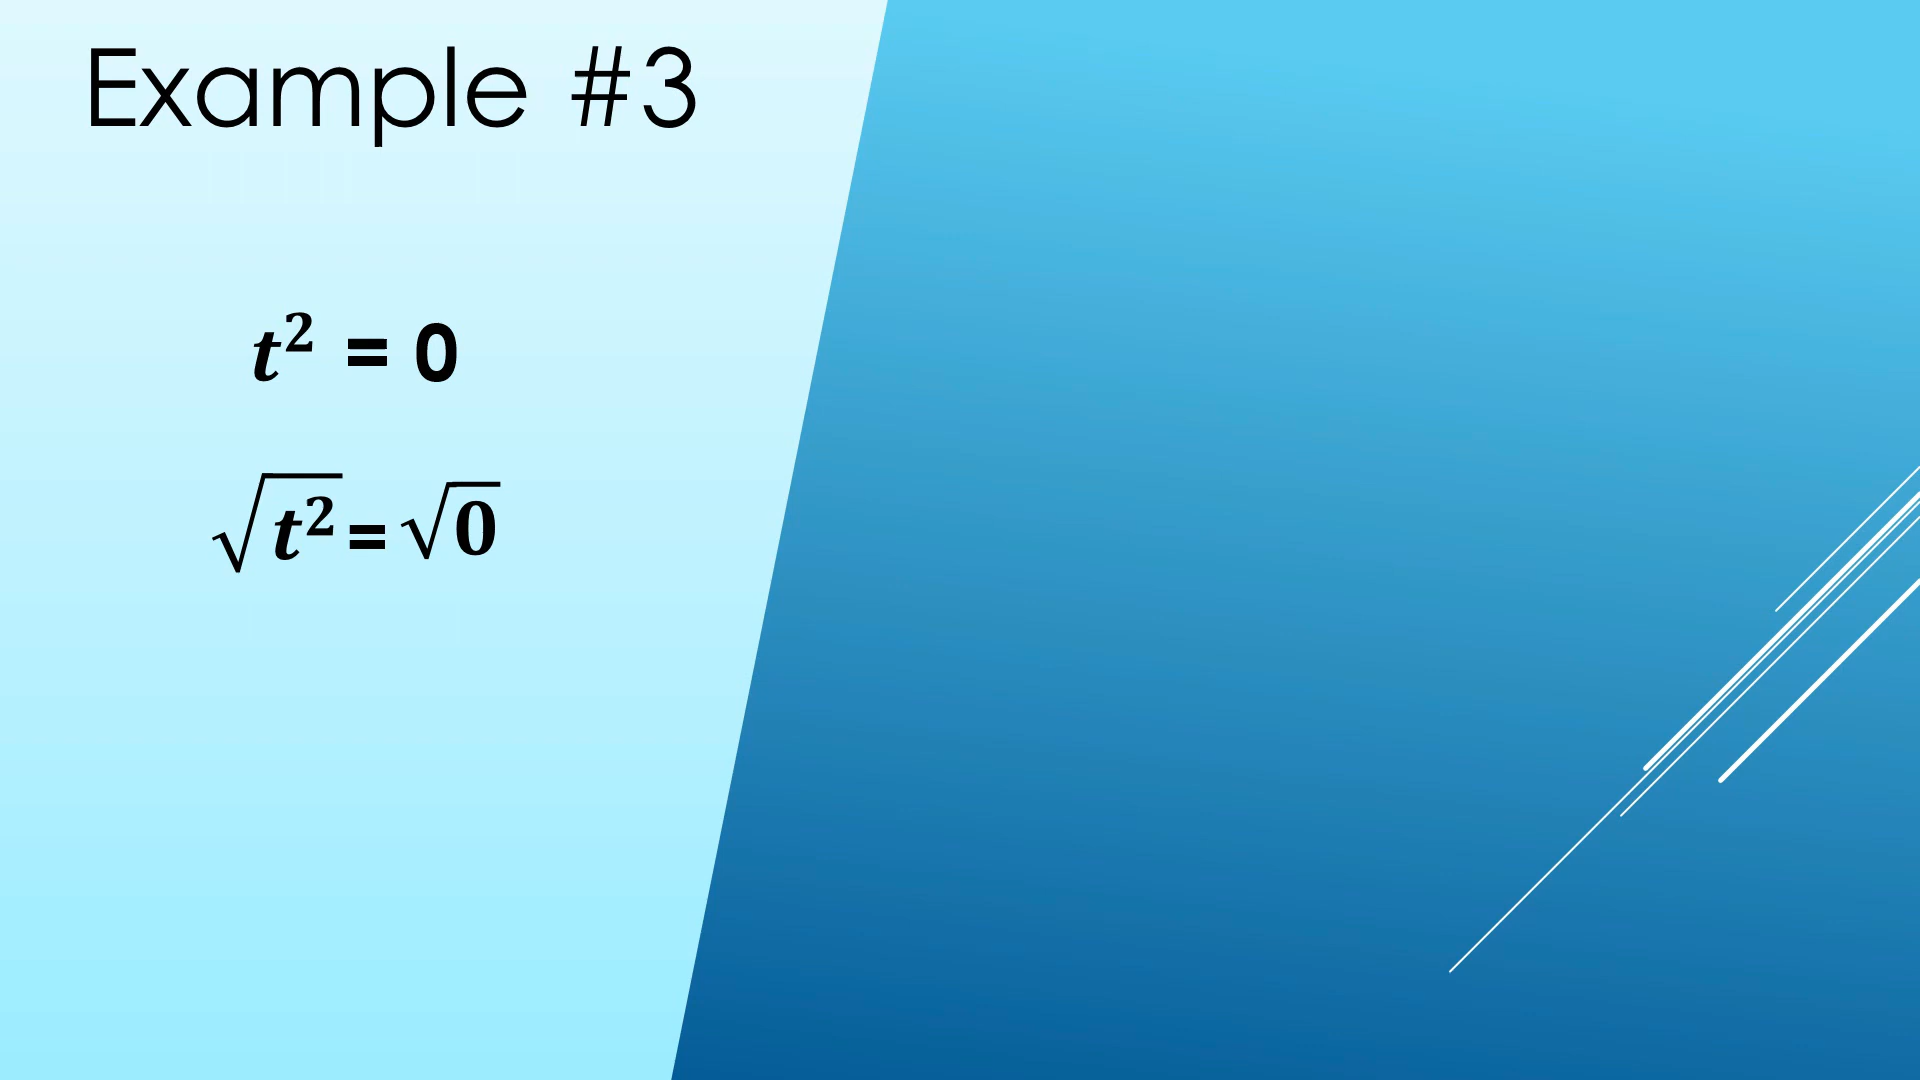 Example #3
t² = 0
√t² = √0